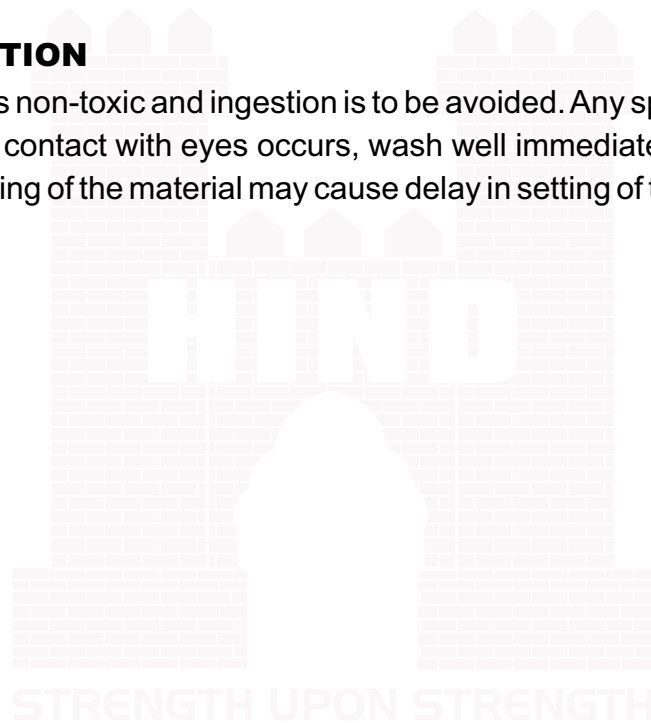 TION
s non-toxic and ingestion is to be avoided. Any sp
contact with eyes occurs, wash well immediate
ing of the material may cause delay in setting of t
HIND
STRENGTH UPON STRENGTH